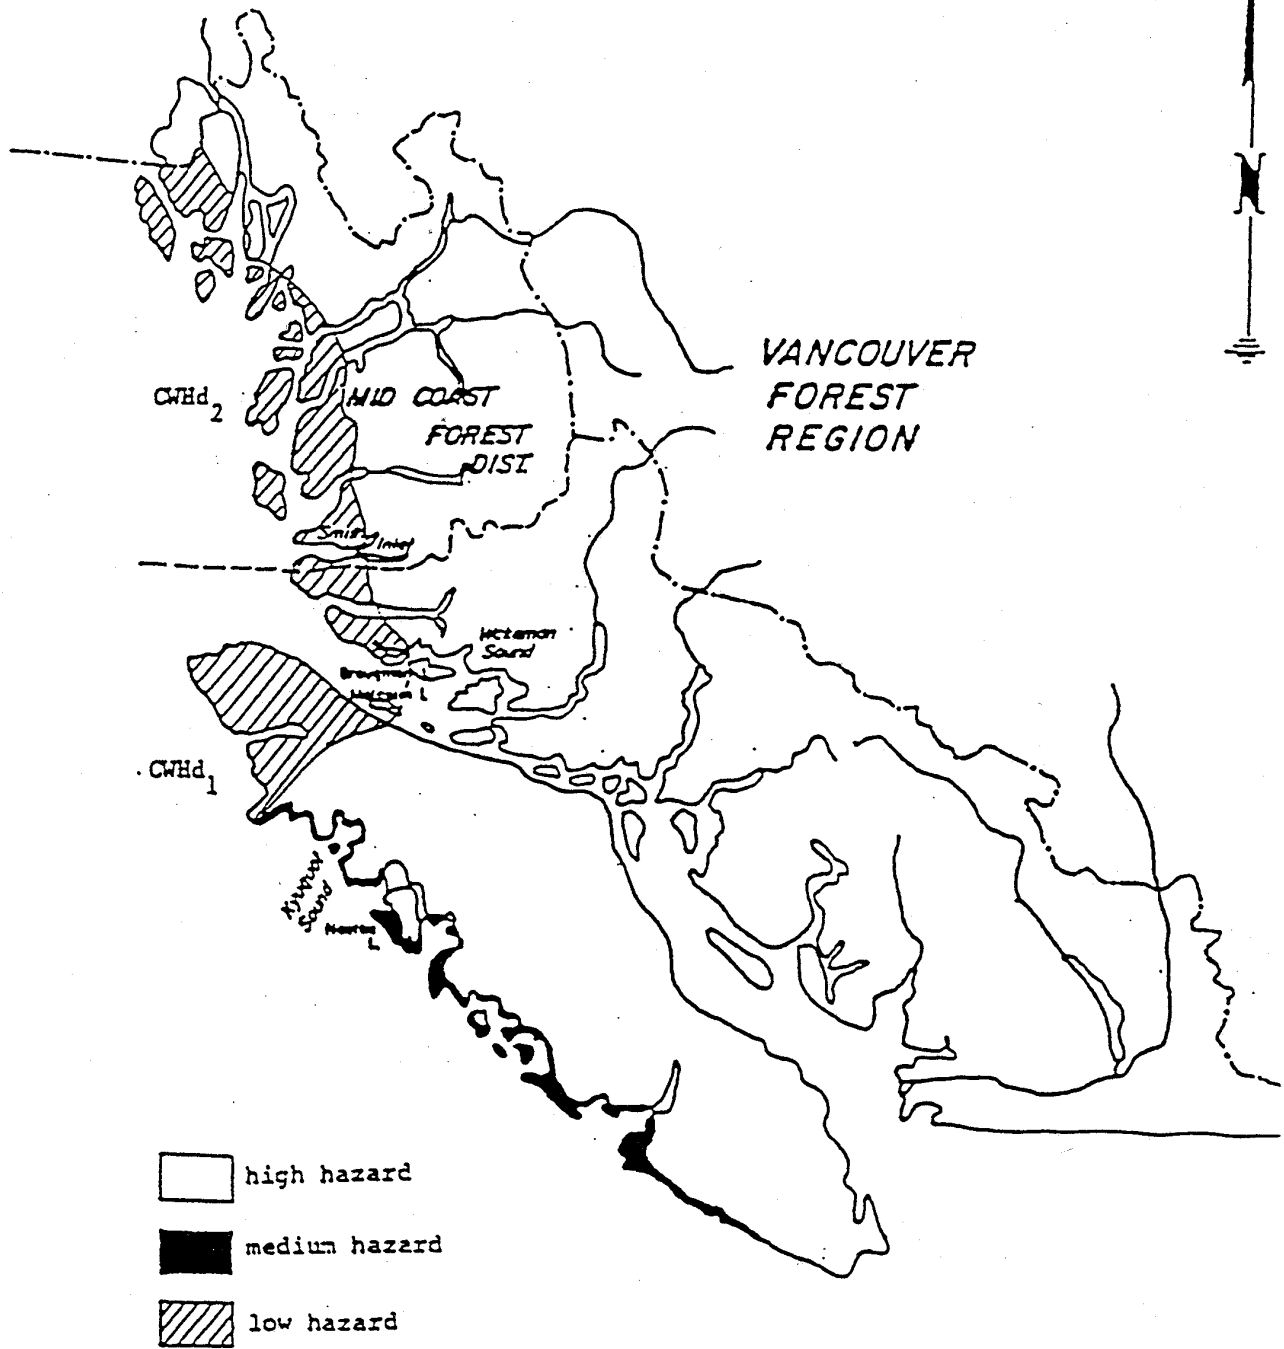 N
VANCOUVER
FOREST
REGION
CWHd2
MID COAST
FOREST
DIST.
Smith Inlet
Sound
CWHd1
Sound
high hazard
medium hazard
low hazard